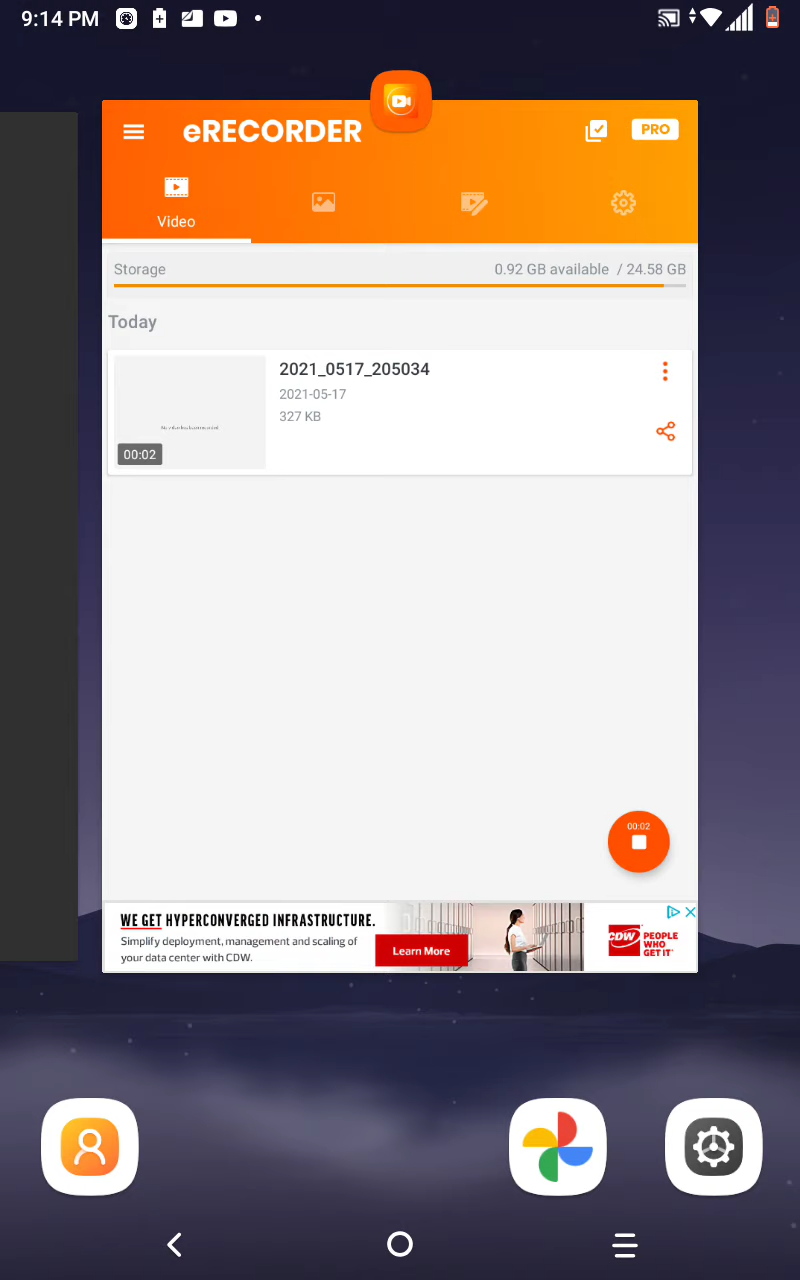 9:14 PM
eRECORDER
PRO
Video
Storage
0.92 GB available / 24.58 GB
Today
2021_0517_205034
2021-05-17
327 KB
00:02
00:02
WE GET HYPERCONVERGED INFRASTRUCTURE.
Simplify deployment, management and scaling of
your data center with CDW.
Learn More
CDW
PEOPLE
WHO
GET IT